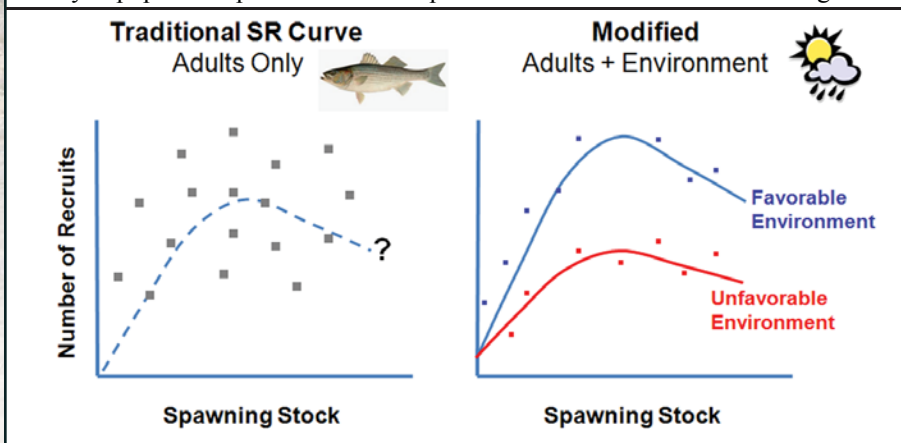 Traditional SR Curve
Adults Only
Modified
Adults + Environment
Number of Recruits
?
Favorable
Environment
Unfavorable
Environment
Spawning Stock
Spawning Stock